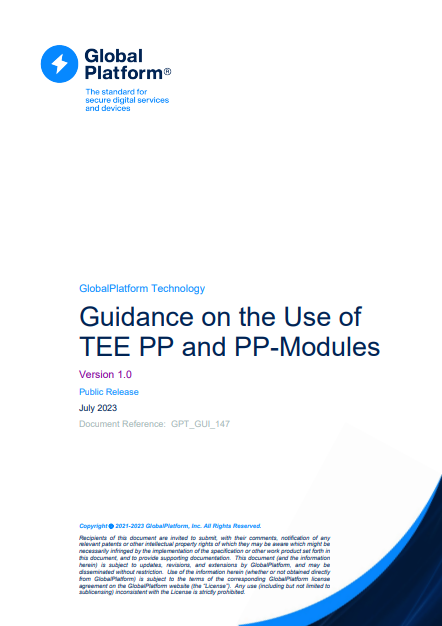 Global
Platform®
The standard for
secure digital services
and devices
GlobalPlatform Technology
Guidance on the Use of
TEE PP and PP-Modules
Version 1.0
Public Release
July 2023
Document Reference: GPT_GUI_147
Copyright © 2021-2023 GlobalPlatform, Inc. All Rights Reserved.
Recipients of this document are invited to submit, with their comments, notification of any
relevant patents or other intellectual property rights of which they may be aware which might be
necessarily infringed by the implementation of the specification or other work product set forth in
this document, and to provide supporting documentation. This document (and the information
herein) is subject to updates, revisions, and extensions by GlobalPlatform, and may be
disseminated without restriction. Use of the information herein (whether or not obtained directly
from GlobalPlatform) is subject to the terms of the corresponding GlobalPlatform license
agreement on the GlobalPlatform website (the "License"). Any use (including but not limited to
sublicensing) inconsistent with the License is strictly prohibited.